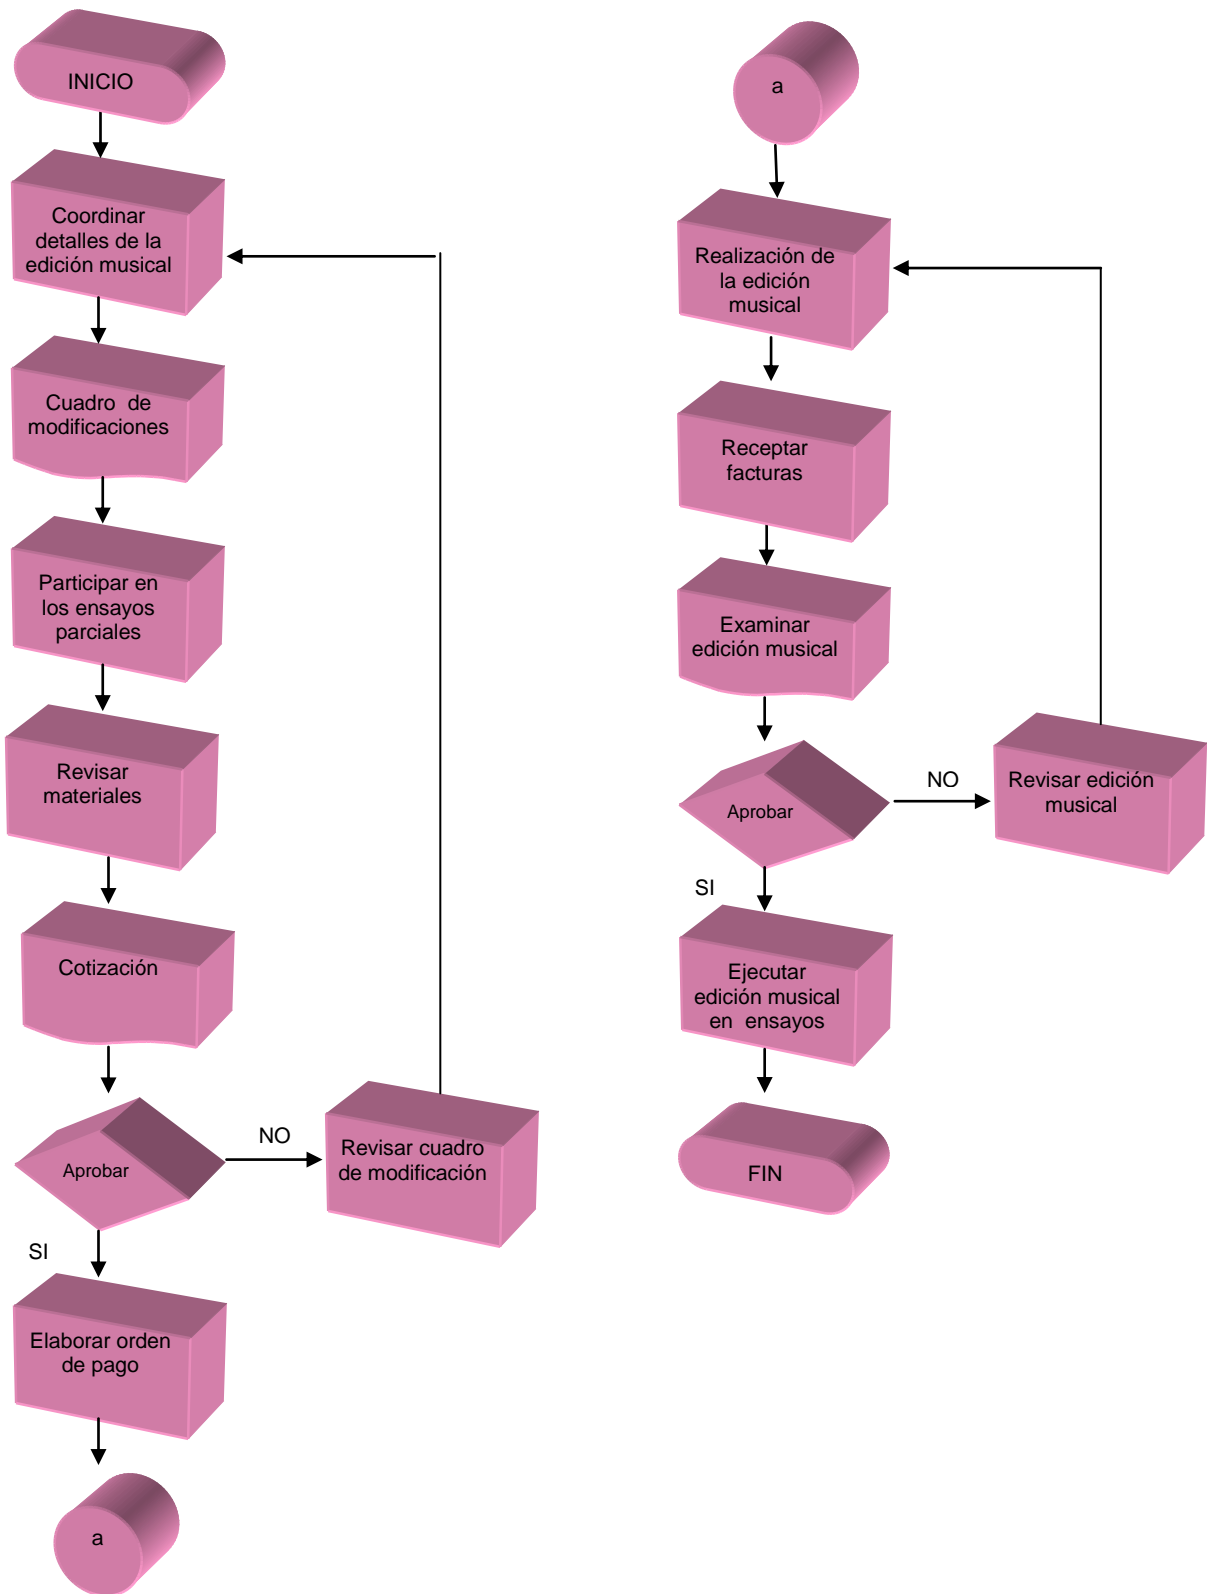 INICIO
Coordinar
detalles de la
edición musical
Cuadro de
modificaciones
Participar en
los ensayos
parciales
Revisar
materiales
Cotización
Aprobar
NO
Revisar cuadro
de modificación
SI
Elaborar orden
de pago
a
a
Realización de
la edición
musical
Receptar
facturas
Examinar
edición musical
Aprobar
NO
Revisar edición
musical
SI
Ejecutar
edición musical
en ensayos
FIN